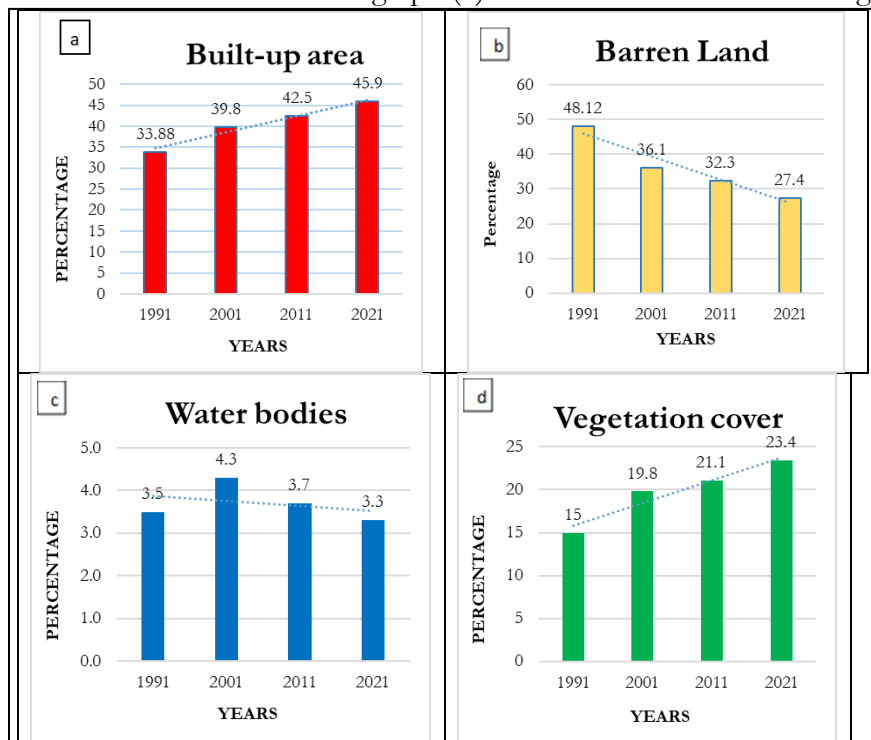 a
Built-up area
50
45
40
35
30
25
20
15
10
5
0
33.88
39.8
42.5
45.9
PERCENTAGE
1991 2001 2011 2021
YEARS
b
Barren Land
60
50
40
30
20
10
0
48.12
36.1
32.3
27.4
Percentage
1991 2001 2011 2021
YEARS
c
Water bodies
5.0
4.0
3.0
2.0
1.0
0.0
3.5
4.3
3.7
3.3
PERCENTAGE
1991 2001 2011 2021
YEARS
d
Vegetation cover
25
20
15
10
5
0
15
19.8
21.1
23.4
PERCENTAGE
1991 2001 2011 2021
YEARS